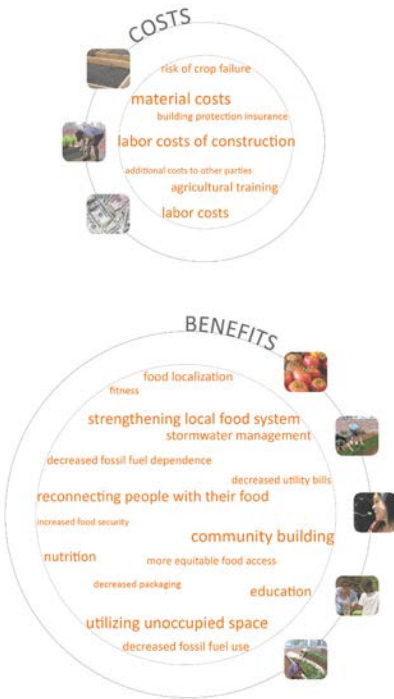 COSTS
risk of crop failure
material costs
building protection insurance
labor costs of construction
additional costs to other parties
agricultural training
labor costs
BENEFITS
food localization
fitness
strengthening local food system
stormwater management
decreased fossil fuel dependence
decreased utility bills
reconnecting people with their food
increased food security
community building
nutrition
more equitable food access
decreased packaging
education
utilizing unoccupied space
decreased fossil fuel use